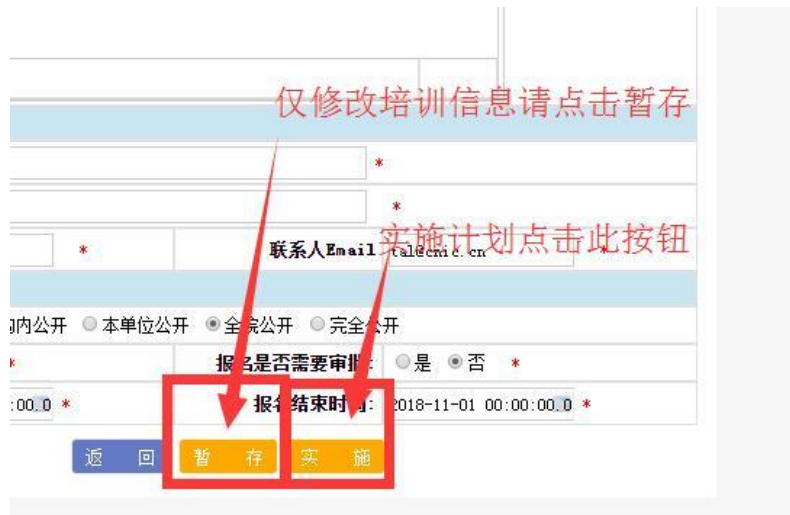 仅修改培训信息请点击暂存
*
*
实施计划点击此按钮
* 联系人Email tal@cnic.cn *
内公开 本单位公开 全院公开 完全公开
* 报名是否需要审批: 是 否 *
:00.0 * 报名结束时间: 2018-11-01 00:00:00.0 *
返 回 暂 存 实 施